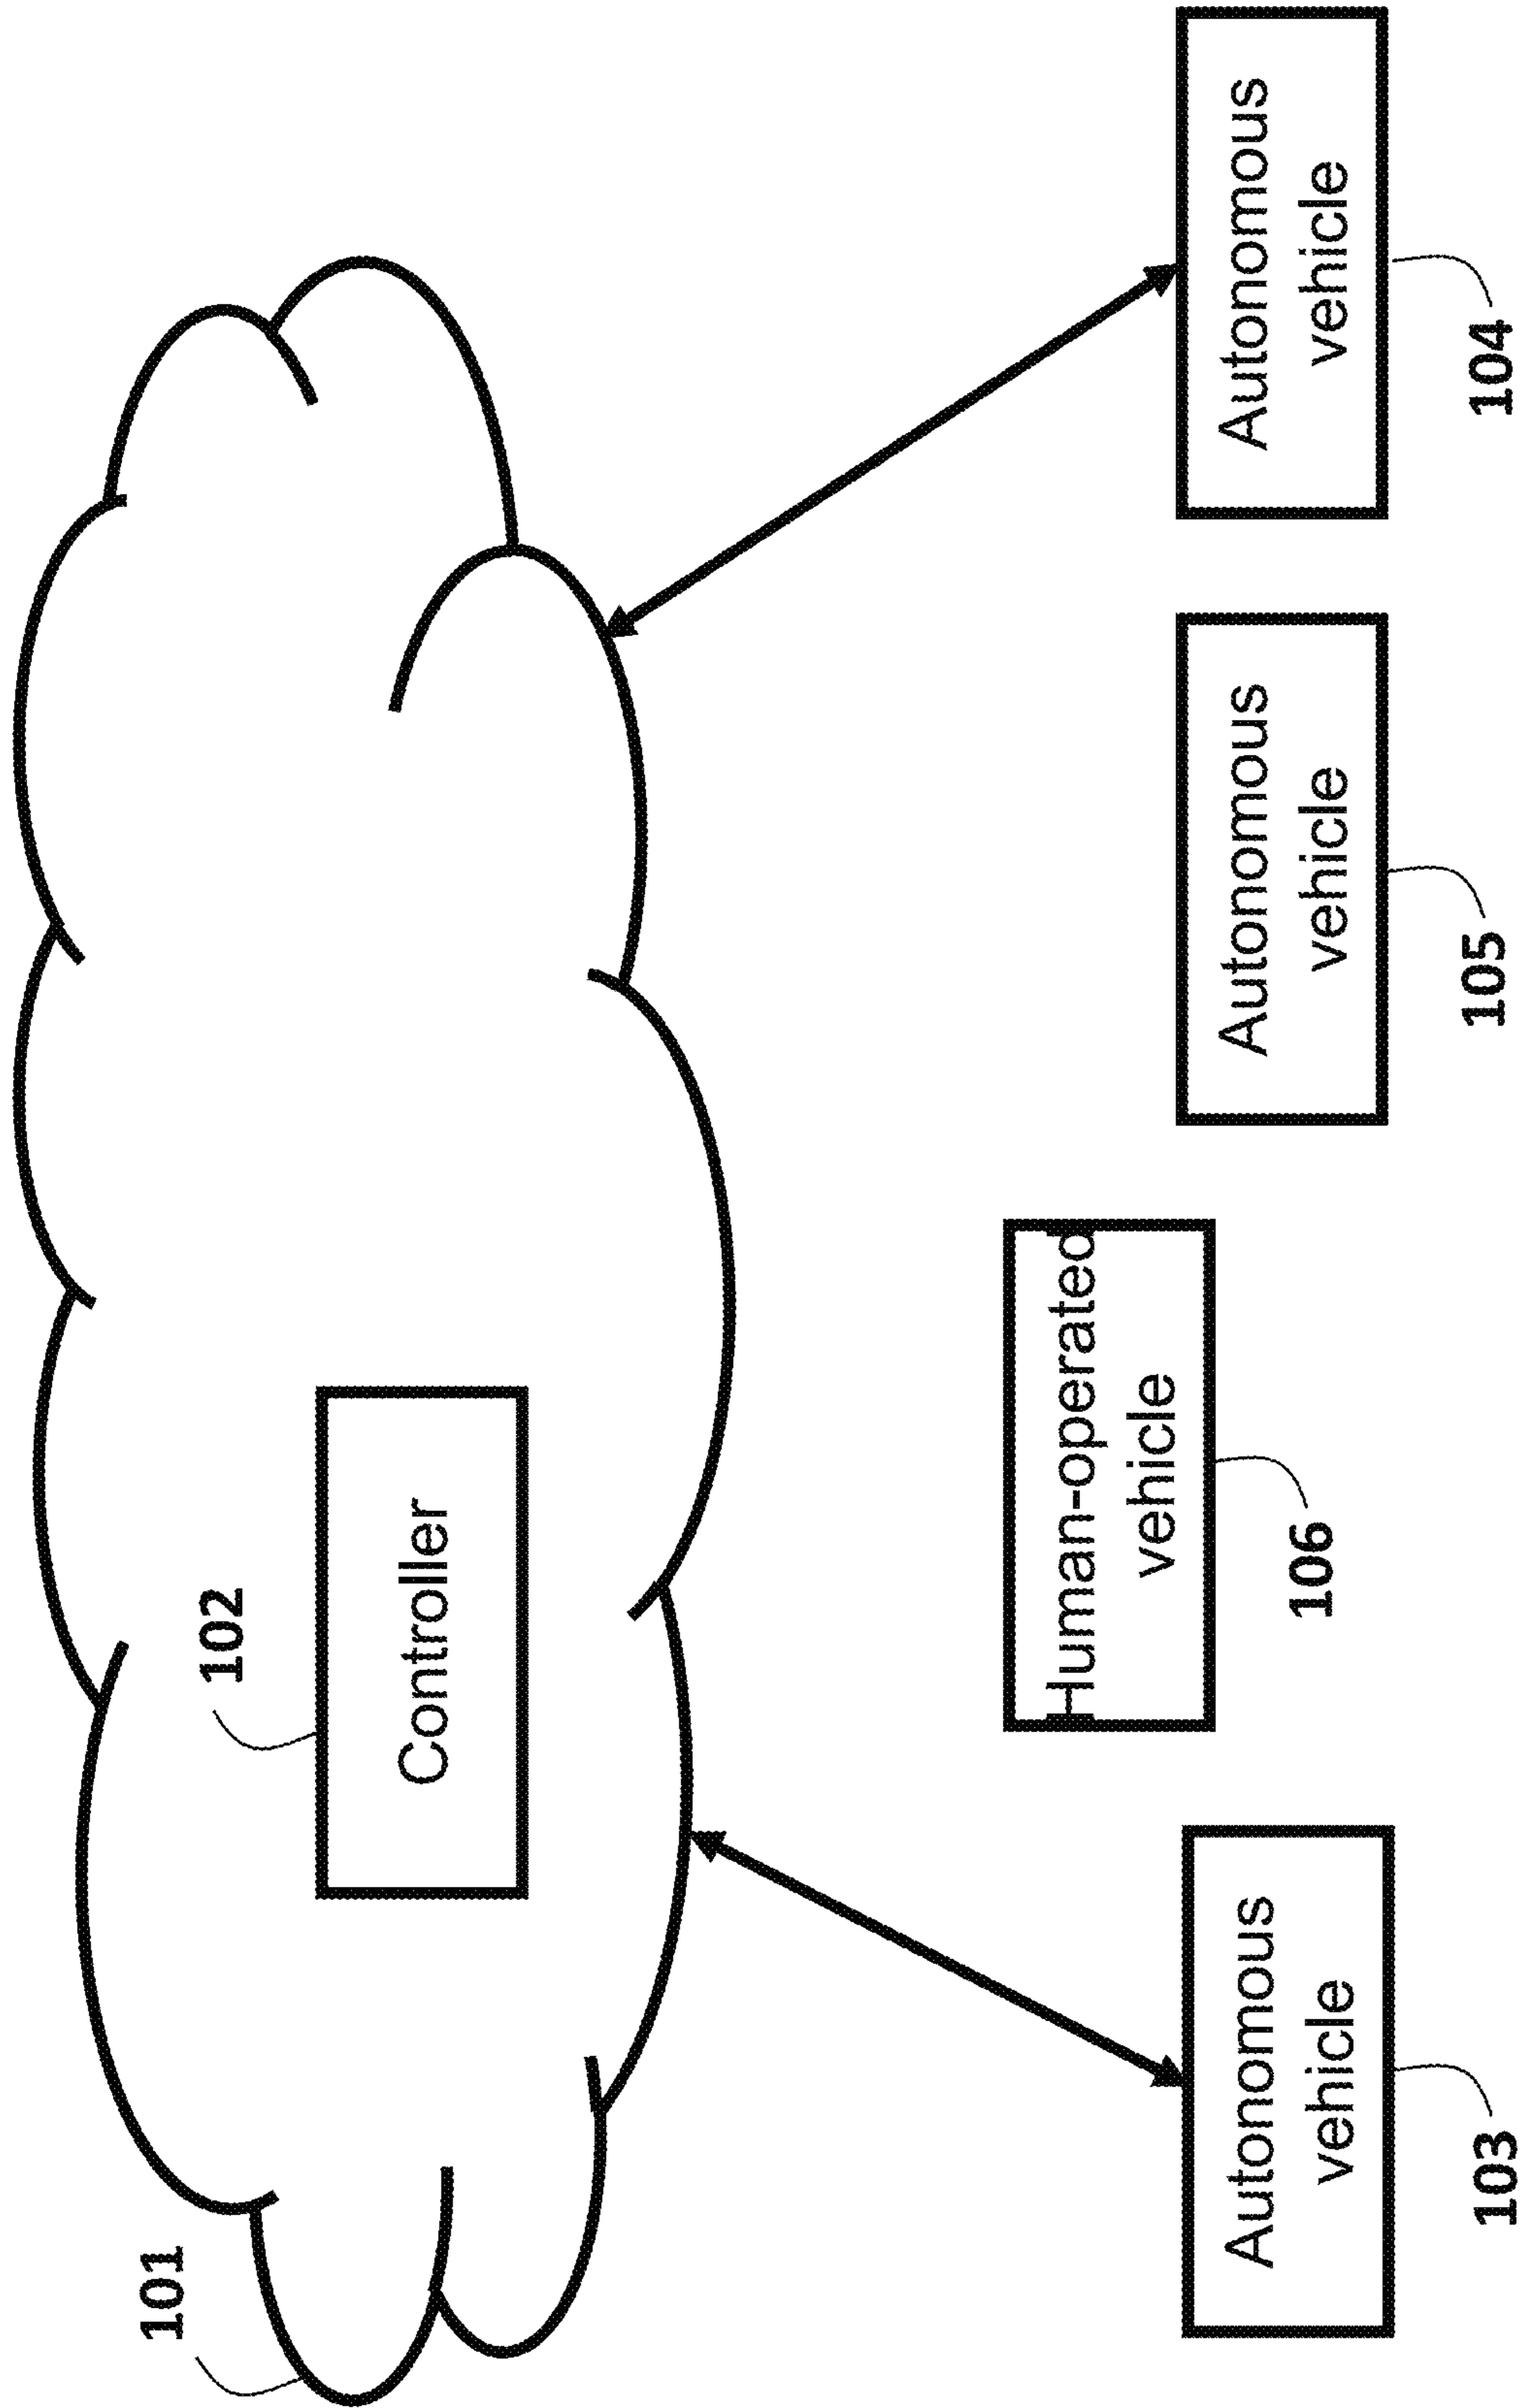 101
102
Controller
Human-operated
vehicle
106
Autonomous
vehicle
103
Autonomous
vehicle
105
Autonomous
vehicle
104